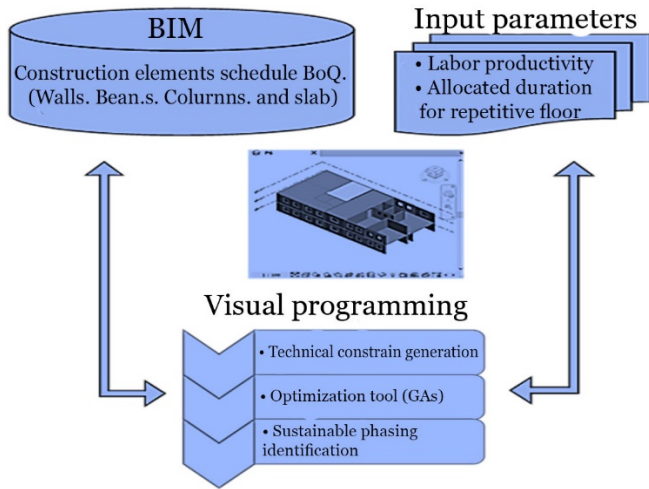 BIM
Construction elements schedule BoQ.
(Walls. Bean.s. Colurnns. and slab)
Input parameters
• Labor productivity
• Allocated duration
for repetitive floor
Visual programming
• Technical constrain generation
• Optimization tool (GAs)
• Sustainable phasing
identification